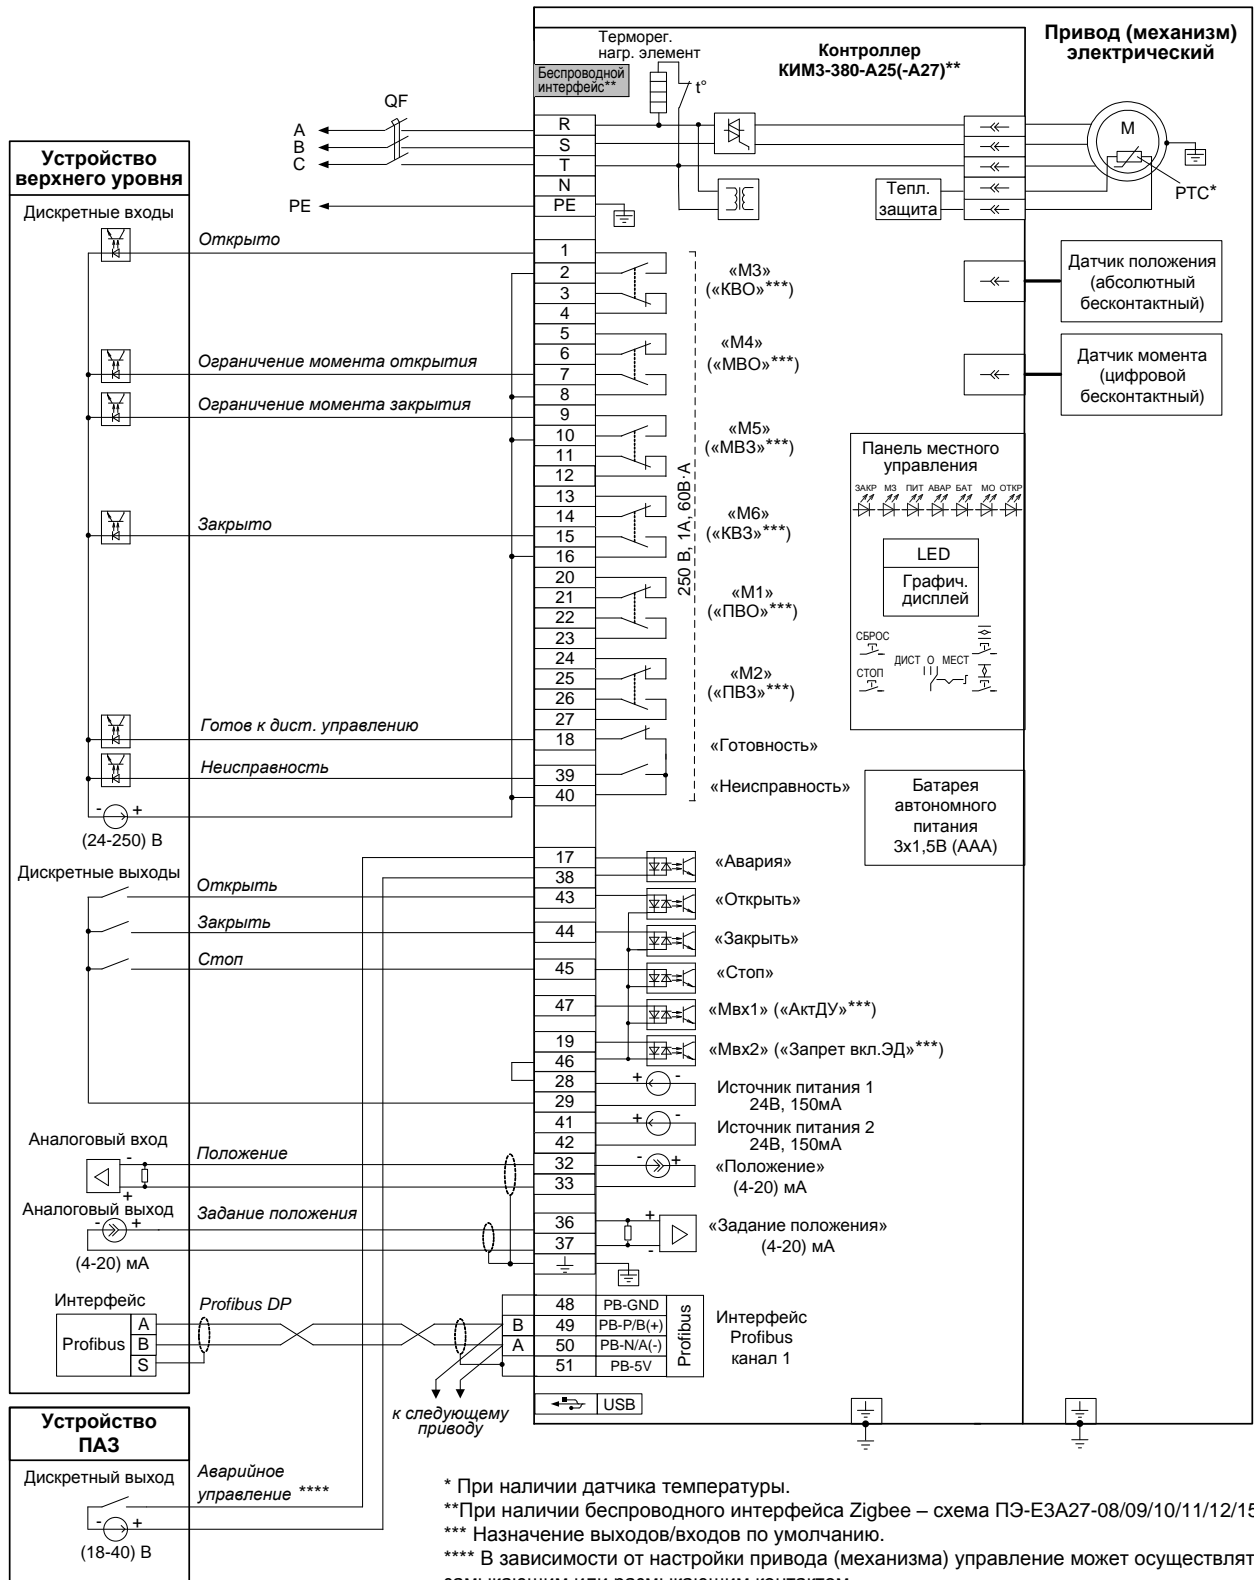 Привод (механизм)
электрический
Терморег.
нагр. элемент
Контроллер
КИМ3-380-А25(-А27)**
Беспроводной
интерфейс**
t°
QF
A
B
C
PE
R
S
T
N
PE
M
PTC*
Тепл.
защита
Устройство
верхнего уровня
Дискретные входы
Открыто
1
2
3
4
«М3»
(«КВО»***)
Датчик положения
(абсолютный
бесконтактный)
5
6
7
8
«М4»
(«МВО»***)
Ограничение момента открытия
Датчик момента
(цифровой
бесконтактный)
Ограничение момента закрытия
9
10
11
12
«М5»
(«МВЗ»***)
250 В, 1А, 60В·А
Панель местного
управления
ЗАКР МЗ ПИТ АВАР БАТ МО ОТКР
LED
Графич.
дисплей
СБРОС
СТОП
ДИСТ О МЕСТ
Закрыто
13
14
15
16
«М6»
(«КВЗ»***)
20
21
22
23
«М1»
(«ПВО»***)
24
25
26
27
«М2»
(«ПВЗ»***)
Готов к дист. управлению
18
«Готовность»
Неисправность
39
40
«Неисправность»
- +
(24-250) В
Батарея
автономного
питания
3х1,5В (ААА)
Дискретные выходы
17
38
«Авария»
Открыть
43
«Открыть»
Закрыть
44
«Закрыть»
Стоп
45
«Стоп»
47
«Мвх1» («АктДУ»***)
19
«Мвх2» («Запрет вкл.ЭД»***)
46
28
29
+ -
Источник питания 1
24В, 150мА
41
42
+ -
Источник питания 2
24В, 150мА
Аналоговый вход
-
+
Положение
32
33
- +
«Положение»
(4-20) мА
Аналоговый выход
- +
(4-20) мА
Задание положения
36
37
+
-
«Задание положения»
(4-20) мА
Интерфейс
Profibus
A
B
S
Profibus DP
B
A
48 PB-GND
49 PB-P/B(+)
50 PB-N/A(-)
51 PB-5V
Profibus
Интерфейс
Profibus
канал 1
USB
к следующему
приводу
Устройство
ПАЗ
Дискретный выход
Аварийное
управление ****
- +
(18-40) В
* При наличии датчика температуры.
**При наличии беспроводного интерфейса Zigbee – схема ПЭ-Е3А27-08/09/10/11/12/15
*** Назначение выходов/входов по умолчанию.
**** В зависимости от настройки привода (механизма) управление может осуществлят
замыкающим или размыкающим контактом